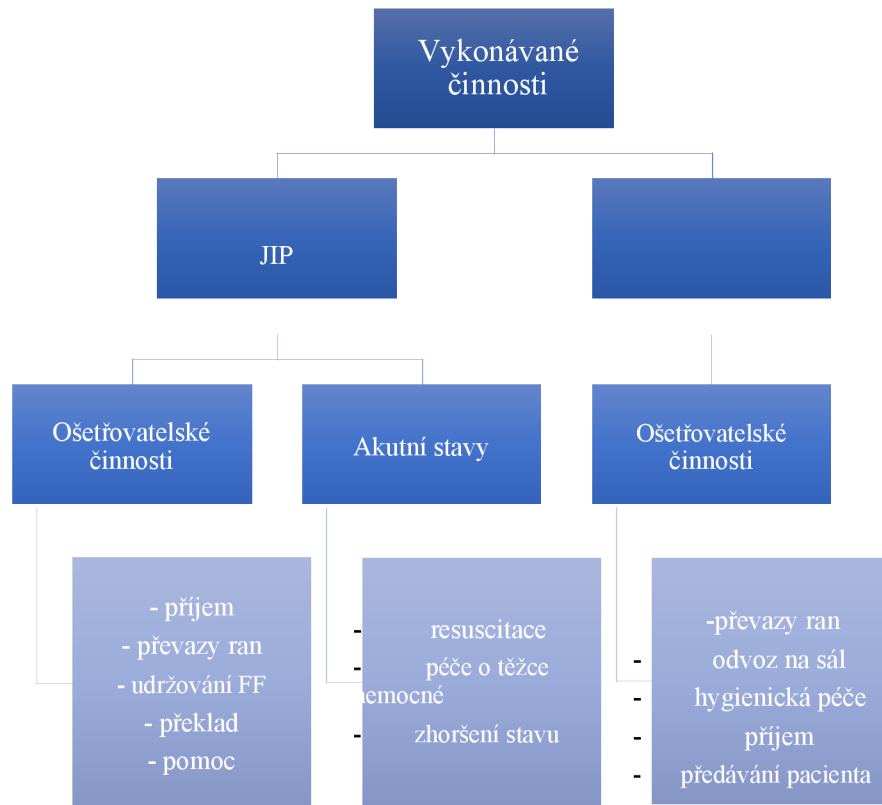 Vykonávané
činnosti
JIP
Ošetřovatelské
činnosti
Akutní stavy
Ošetřovatelské
činnosti
- příjem
- převazy ran
- udržování FF
- překlad
- pomoc
- resuscitace
- péče o těžce
nemocné
- zhoršení stavu
-převazy ran
- odvoz na sál
- hygienická péče
- příjem
- předávání pacienta